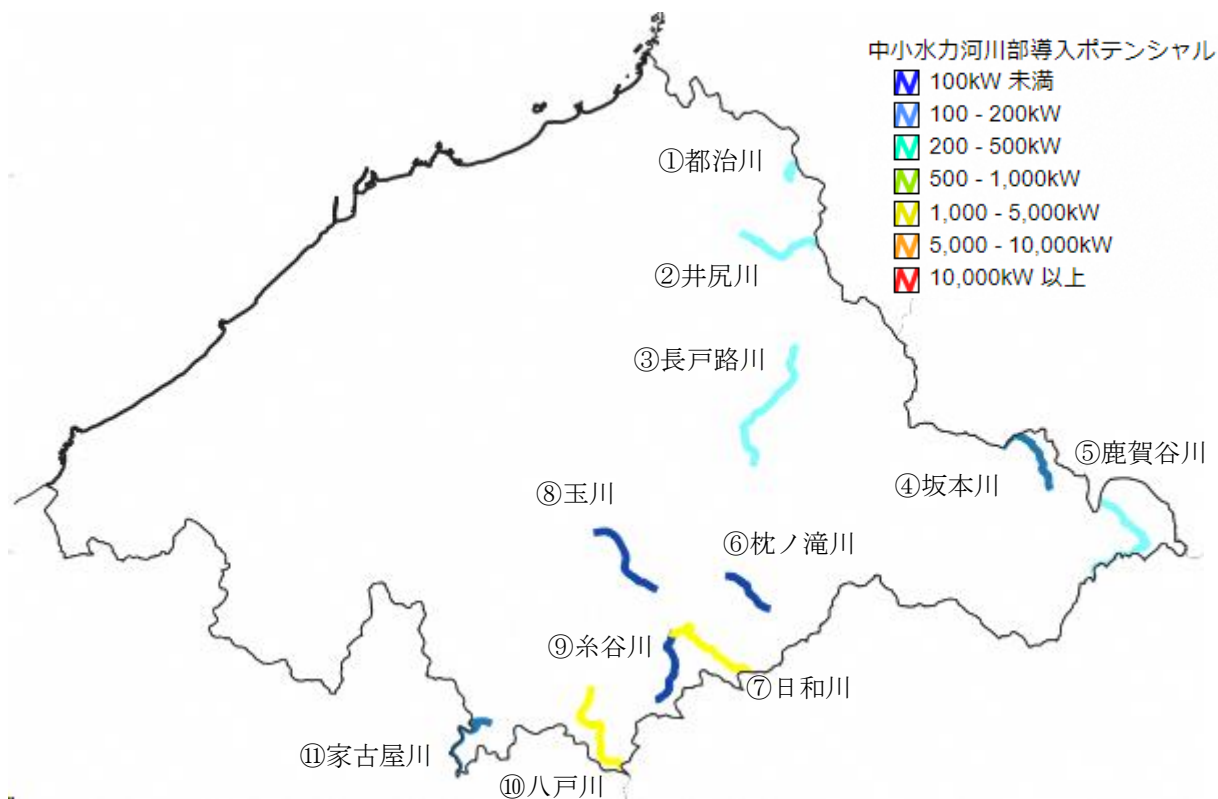 中小水力河川部導入ポテンシャル
100kW 未満
100 - 200kW
200 - 500kW
500 - 1,000kW
1,000 - 5,000kW
5,000 - 10,000kW
10,000kW 以上
①都治川
②井尻川
③長戸路川
④坂本川
⑤鹿賀谷川
⑧玉川
⑥枕ノ滝川
⑨糸谷川
⑦日和川
⑪家古屋川
⑩八戸川